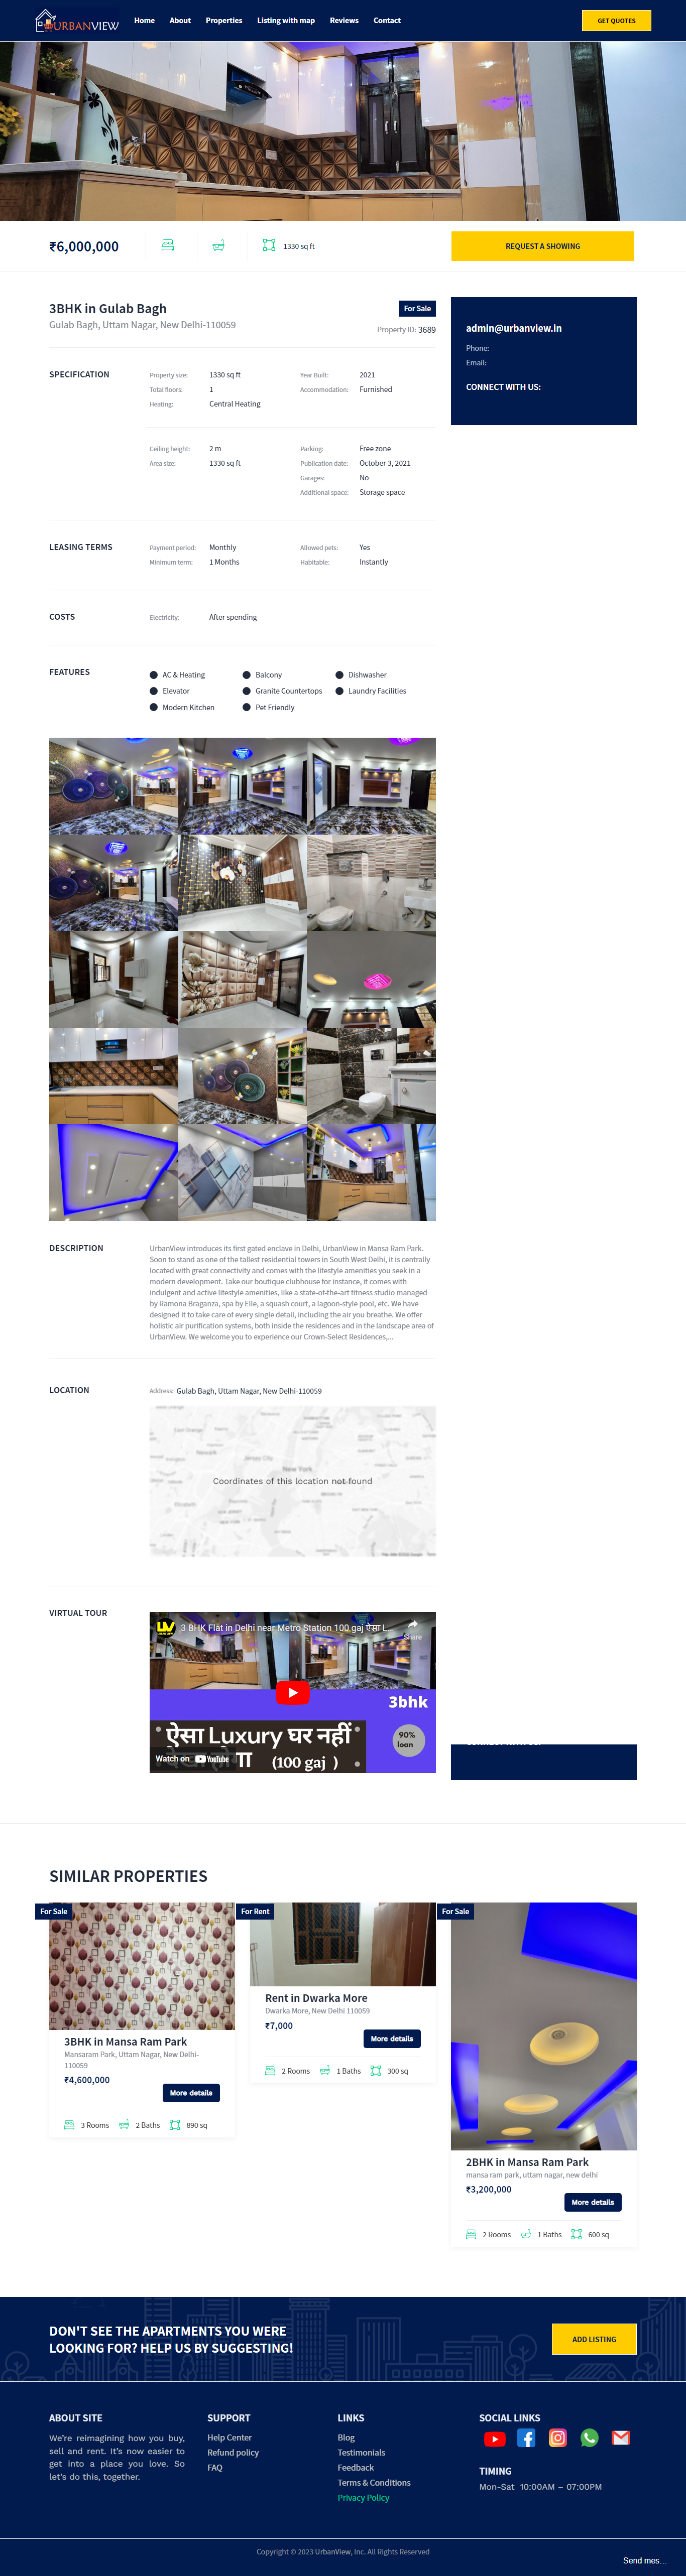 URBANVIEW
Home About Properties Listing with map Reviews Contact
GET QUOTES
₹6,000,000
1330 sq ft
REQUEST A SHOWING
3BHK in Gulab Bagh
For Sale
Gulab Bagh, Uttam Nagar, New Delhi-110059
Property ID: 3689
admin@urbanview.in
Phone:
Email:
CONNECT WITH US:
SPECIFICATION
Property size: 1330 sq ft
Year Built: 2021
Total floors: 1
Accommodation: Furnished
Heating: Central Heating
Ceiling height: 2 m
Parking: Free zone
Area size: 1330 sq ft
Publication date: October 3, 2021
Garages: No
Additional space: Storage space
LEASING TERMS
Payment period: Monthly
Allowed pets: Yes
Minimum term: 1 Months
Habitable: Instantly
COSTS
Electricity: After spending
FEATURES
AC & Heating
Balcony
Dishwasher
Elevator
Granite Countertops
Laundry Facilities
Modern Kitchen
Pet Friendly
DESCRIPTION
UrbanView introduces its first gated enclave in Delhi, UrbanView in Mansa Ram Park.
Soon to stand as one of the tallest residential towers in South West Delhi, it is centrally
located with great connectivity and comes with the lifestyle amenities you seek in a
modern development. Take our boutique clubhouse for instance, it comes with
indulgent and active lifestyle amenities, like a state-of-the-art fitness studio managed
by Ramona Braganza, spa by Elle, a squash court, a lagoon-style pool, etc. We have
designed it to take care of every single detail, including the air you breathe. We offer
holistic air purification systems, both inside the residences and in the landscape area of
UrbanView. We welcome you to experience our Crown-Select Residences,...
LOCATION
Address: Gulab Bagh, Uttam Nagar, New Delhi-110059
Newark
Jersey City
New York
Coordinates of this location not found
VIRTUAL TOUR
3 BHK Flat in Delhi near Metro Station 100 gaj ऐसा L...
Share
3bhk
ऐसा Luxury घर नहीं
90%
loan
(100 gaj )
Watch on YouTube
SIMILAR PROPERTIES
For Sale
3BHK in Mansa Ram Park
Mansaram Park, Uttam Nagar, New Delhi-
110059
₹4,600,000
More details
3 Rooms 2 Baths 890 sq
For Rent
Rent in Dwarka More
Dwarka More, New Delhi 110059
₹7,000
More details
2 Rooms 1 Baths 300 sq
For Sale
2BHK in Mansa Ram Park
mansa ram park, uttam nagar, new delhi
₹3,200,000
More details
2 Rooms 1 Baths 600 sq
DON'T SEE THE APARTMENTS YOU WERE
LOOKING FOR? HELP US BY SUGGESTING!
ADD LISTING
ABOUT SITE
We're reimagining how you buy,
sell and rent. It's now easier to
get into a place you love. So
let's do this, together.
SUPPORT
Help Center
Refund policy
FAQ
LINKS
Blog
Testimonials
Feedback
Terms & Conditions
Privacy Policy
SOCIAL LINKS
TIMING
Mon-Sat 10:00AM – 07:00PM
Copyright © 2023 UrbanView, Inc. All Rights Reserved
Send mes...